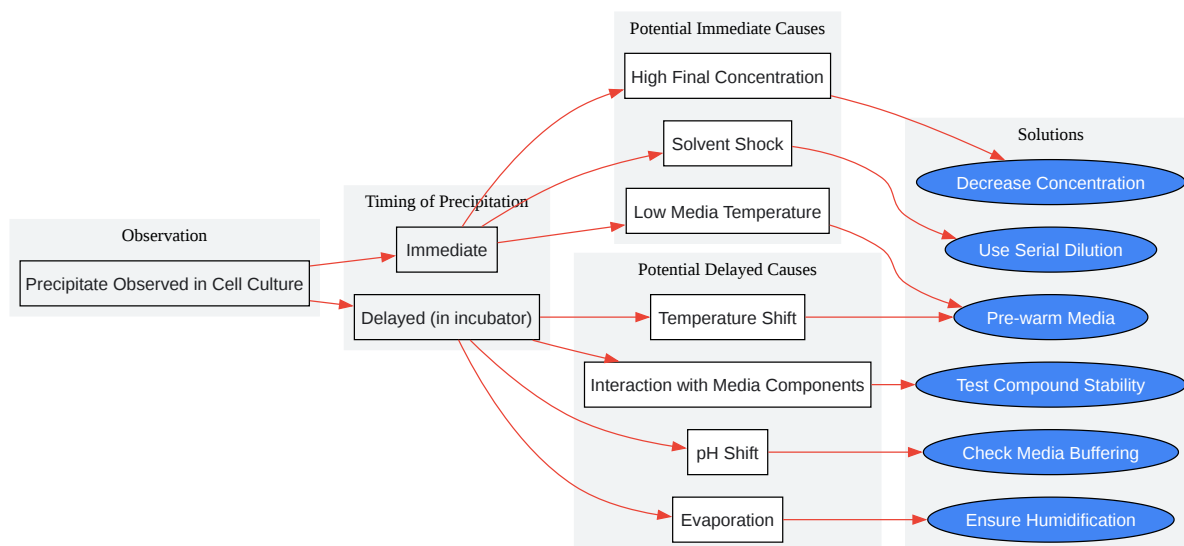 Observation
Precipitate Observed in Cell Culture
Timing of Precipitation
Immediate
Delayed (in incubator)
Potential Immediate Causes
High Final Concentration
Solvent Shock
Low Media Temperature
Potential Delayed Causes
Temperature Shift
Interaction with Media Components
pH Shift
Evaporation
Solutions
Decrease Concentration
Use Serial Dilution
Pre-warm Media
Test Compound Stability
Check Media Buffering
Ensure Humidification